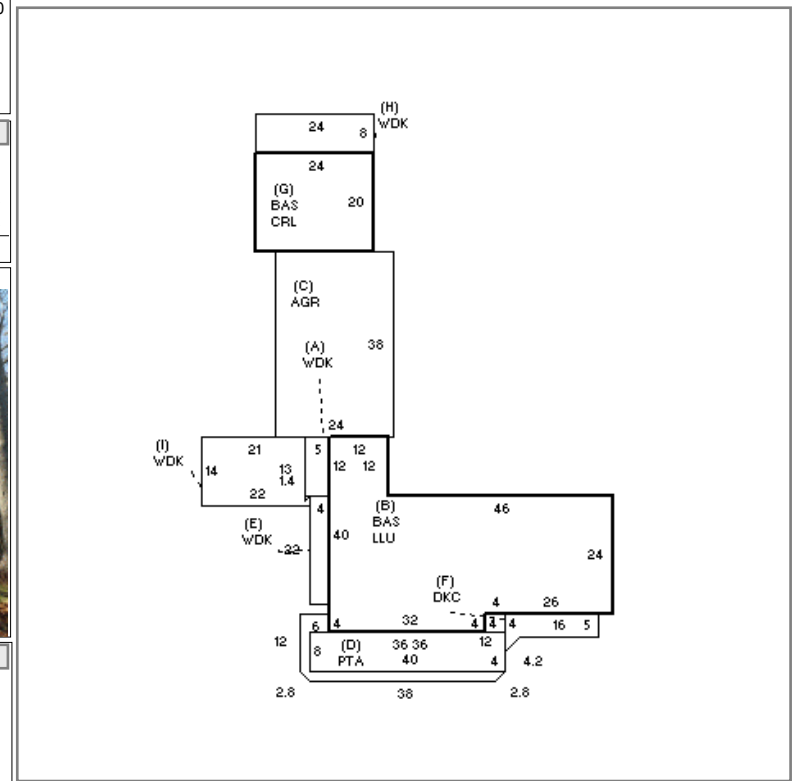 (H)
WDK
24
8
24
(G)
BAS
CRL
20
(C)
AGR
(A)
WDK
38
24
(I)
WDK
21
5
12
14
13
12
12
1.4
22
4
(B)
BAS
LLU
46
(E)
WDK
22
40
24
(F)
DKC
4
26
6
4
32
4
4
4
16
5
12
8
(D)
PTA
36 36
12
40
4
4.2
2.8
38
2.8